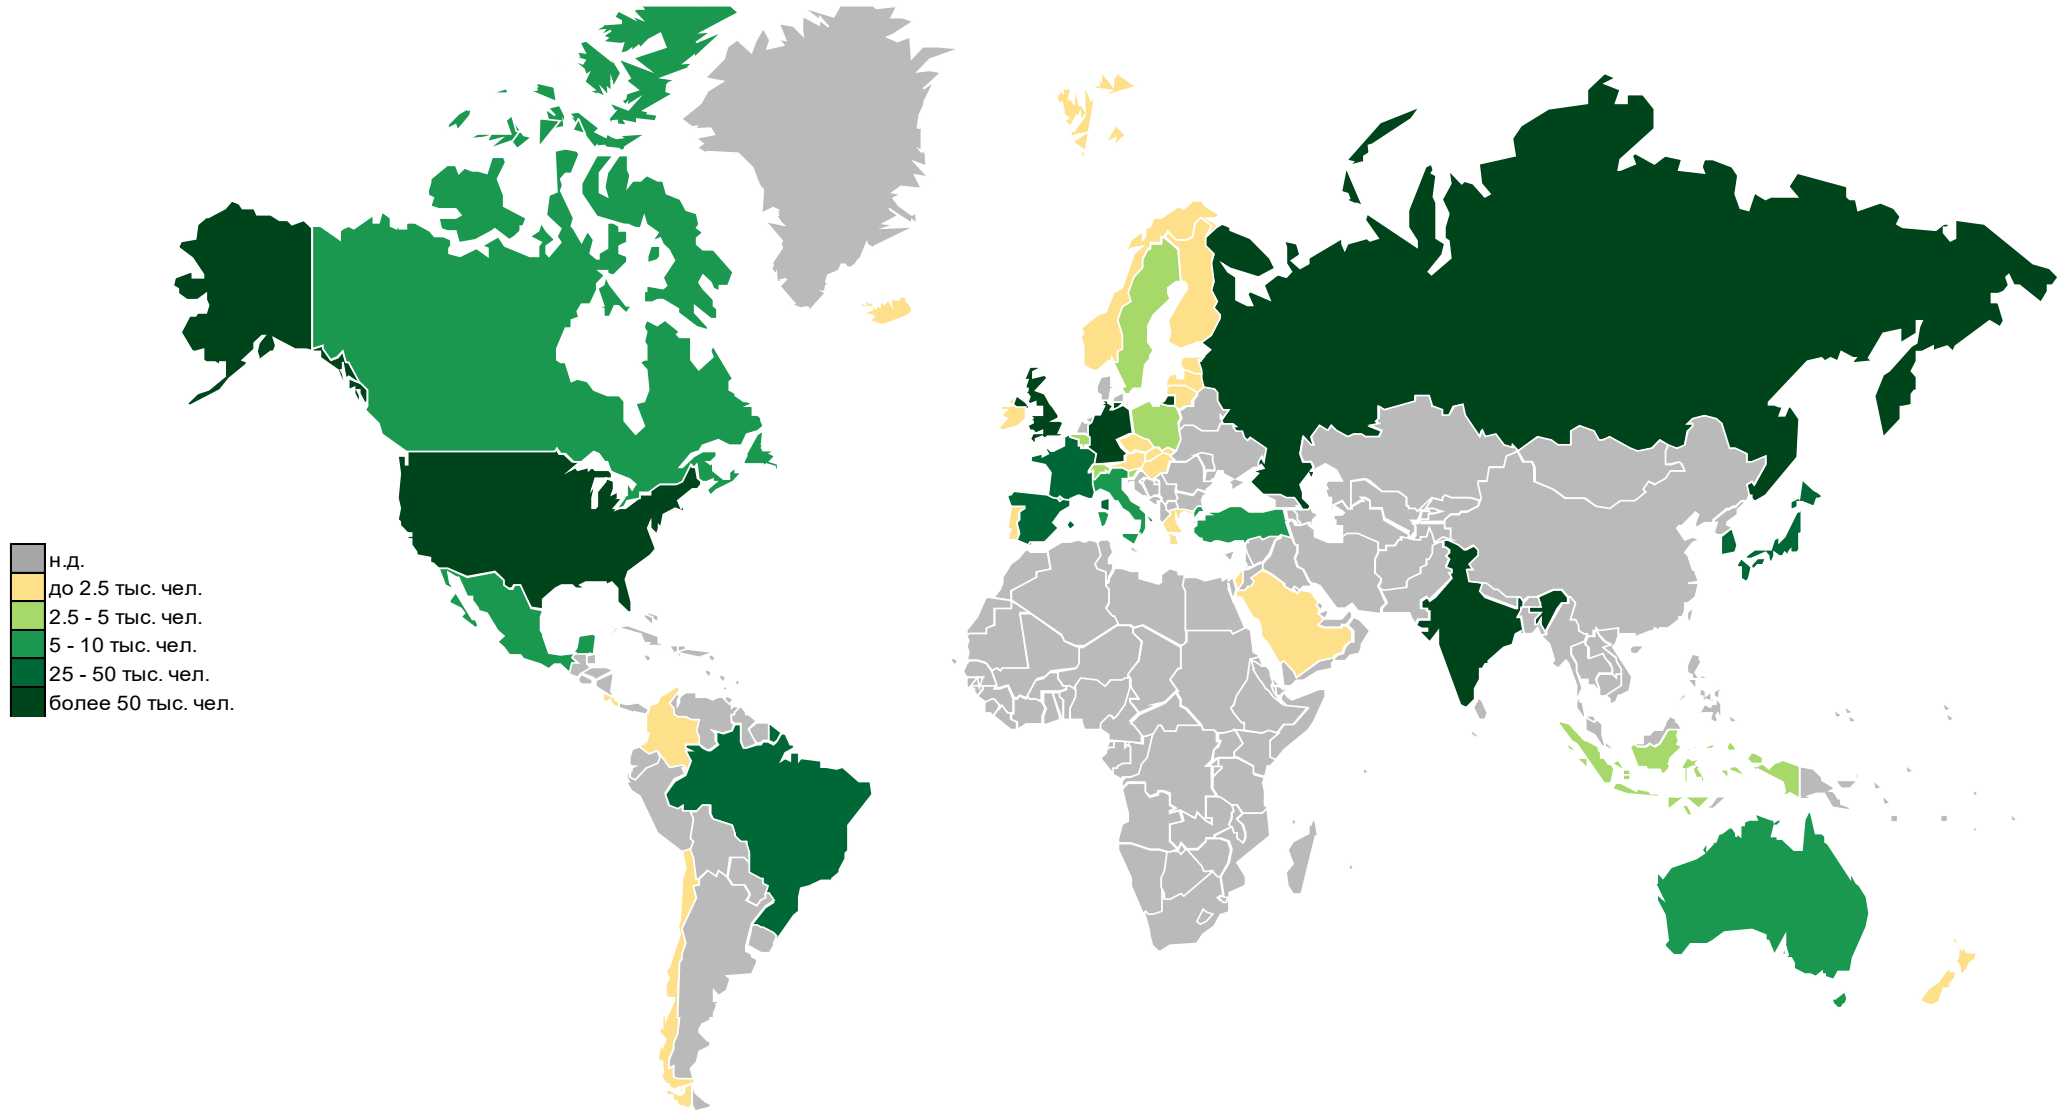 н.д.
до 2.5 тыс. чел.
2.5 - 5 тыс. чел.
5 - 10 тыс. чел.
25 - 50 тыс. чел.
более 50 тыс. чел.